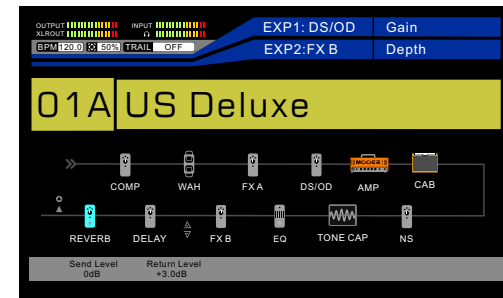 OUTPUT INPUT EXP1: DS/OD Gain
XLROUT
BPM 120.0 50% TRAIL OFF EXP2:FX B Depth
01A US Deluxe
MOOER
COMP WAH FX A DS/OD AMP CAB
REVERB DELAY FX B EQ TONE CAP NS
Send Level Return Level
0dB +3.0dB